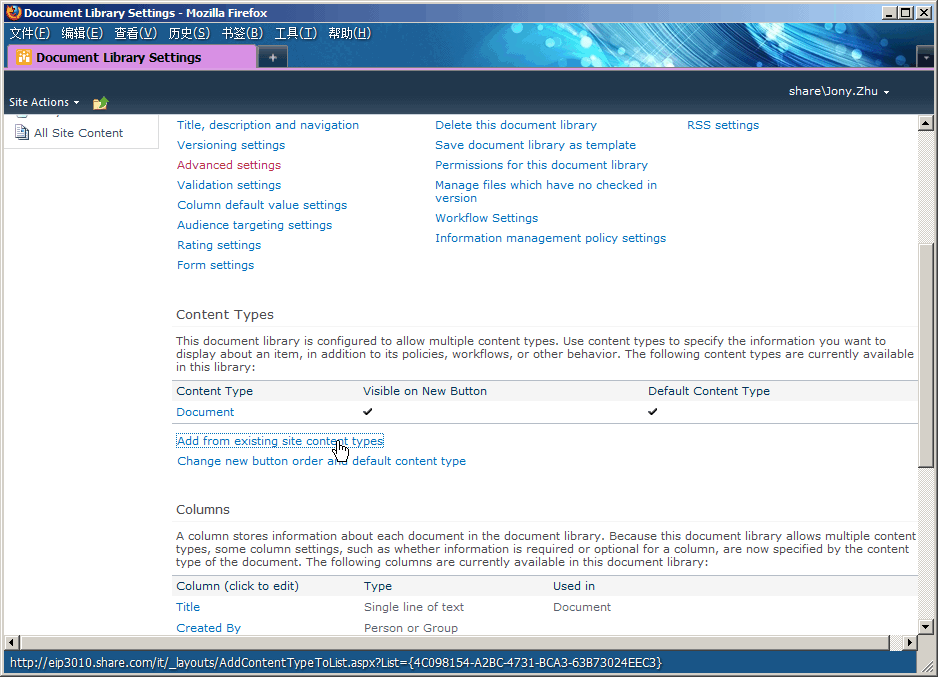 Document Library Settings - Mozilla Firefox
文件(F) 编辑(E) 查看(V) 历史(S) 书签(B) 工具(T) 帮助(H)
Document Library Settings
share\Jony.Zhu
Site Actions
All Site Content
Title, description and navigation
Versioning settings
Advanced settings
Validation settings
Column default value settings
Audience targeting settings
Rating settings
Form settings
Delete this document library
Save document library as template
Permissions for this document library
Manage files which have no checked in
version
Workflow Settings
Information management policy settings
RSS settings
Content Types
This document library is configured to allow multiple content types. Use content types to specify the information you want to
display about an item, in addition to its policies, workflows, or other behavior. The following content types are currently available
in this library:
Content Type Visible on New Button Default Content Type
Document
Add from existing site content types
Change new button order and default content type
Columns
A column stores information about each document in the document library. Because this document library allows multiple content
types, some column settings, such as whether information is required or optional for a column, are now specified by the content
type of the document. The following columns are currently available in this document library:
Column (click to edit) Type Used in
Title Single line of text Document
Created By Person or Group
http://eip3010.share.com/it/_layouts/AddContentTypeToList.aspx?List={4C098154-A2BC-4731-BCA3-63B73024EEC3}